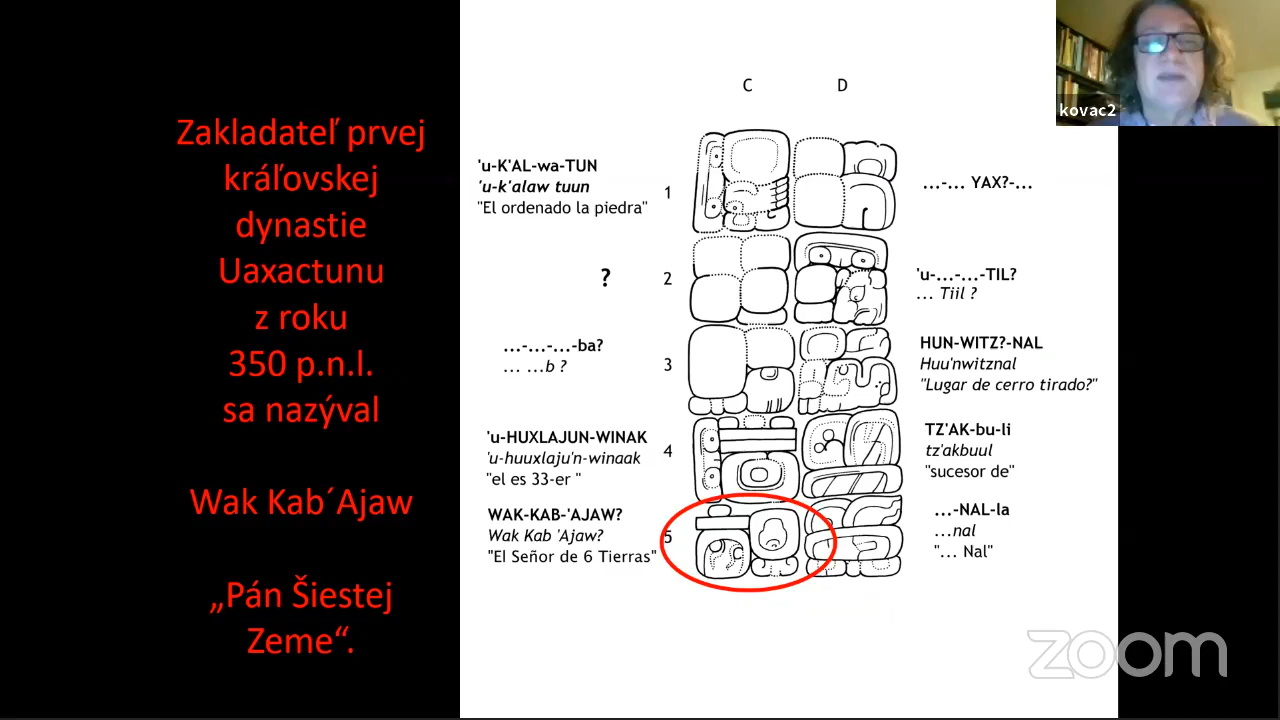 Zakladateľ prvej
kráľovskej
dynastie
Uaxactunu
z roku
350 p.n.l.
sa nazýval
Wak Kab´Ajaw
„Pán Šiestej
Zeme“.
C D
'u-K'AL-wa-TUN
'u-k'alaw tuun
"El ordenado la piedra"
1
...-... YAX?-...
?
2
'u-...-...-TIL?
... Tiil ?
...-...-...-ba?
... ...b ?
3
HUN-WITZ?-NAL
Huu'nwitznal
"Lugar de cerro tirado?"
'u-HUXLAJUN-WINAK
'u-huuxlaju'n-winaak
"el es 33-er "
4
TZ'AK-bu-li
tz'akbuul
"sucesor de"
WAK-KAB-'AJAW?
Wak Kab 'Ajaw?
"El Señor de 6 Tierras"
5
...-NAL-la
...nal
"... Nal"
kovac2
zoom